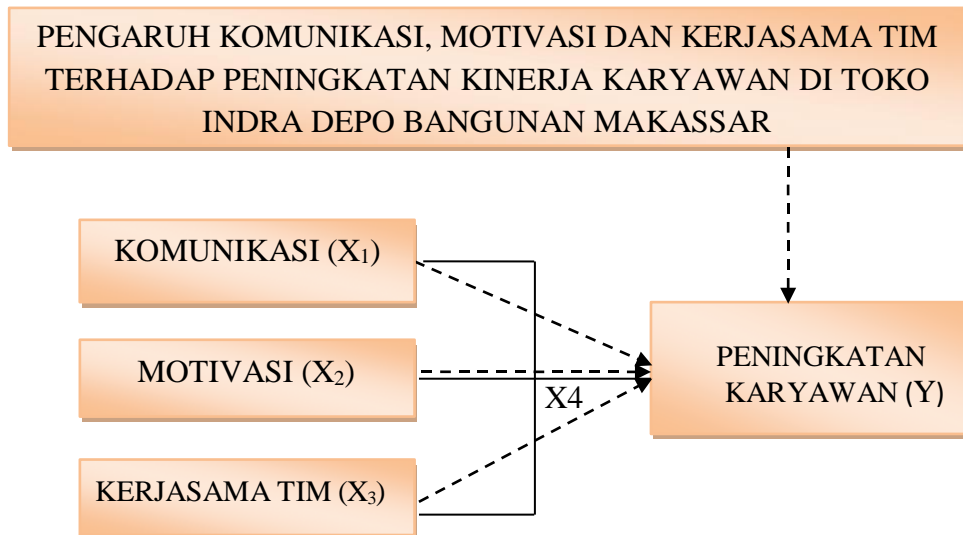 PENGARUH KOMUNIKASI, MOTIVASI DAN KERJASAMA TIM
TERHADAP PENINGKATAN KINERJA KARYAWAN DI TOKO
INDRA DEPO BANGUNAN MAKASSAR
KOMUNIKASI (X₁)
MOTIVASI (X₂)
X4
PENINGKATAN
KARYAWAN (Y)
KERJASAMA TIM (X₃)